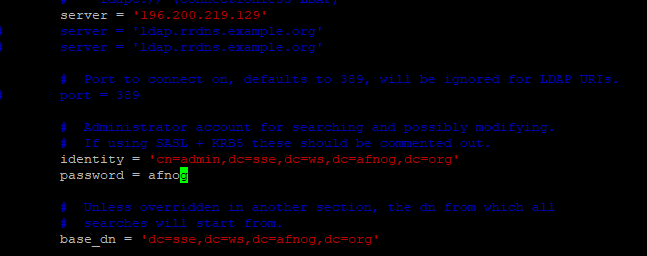 #    ldapc:// (connectionless LDAP)
server = '196.200.219.129'
# server = 'ldap.rrdns.example.org'
# server = 'ldap.rrdns.example.org'
#  Port to connect on, defaults to 389, will be ignored for LDAP URIs.
# port = 389
#  Administrator account for searching and possibly modifying.
#  If using SASL + KRB5 these should be commented out.
identity = 'cn=admin,dc=sse,dc=ws,dc=afnog,dc=org'
password = afnog
#  Unless overridden in another section, the dn from which all
#  searches will start from.
base_dn = 'dc=sse,dc=ws,dc=afnog,dc=org'